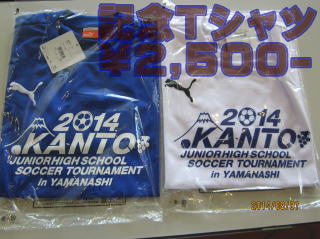 記念Tシャツ
¥2,500-
2014
KANTO
JUNIOR HIGH SCHOOL
SOCCER TOURNAMENT
in YAMANASHI
2014
KANTO
JUNIOR HIGH SCHOOL
SOCCER TOURNAMENT
in YAMANASHI